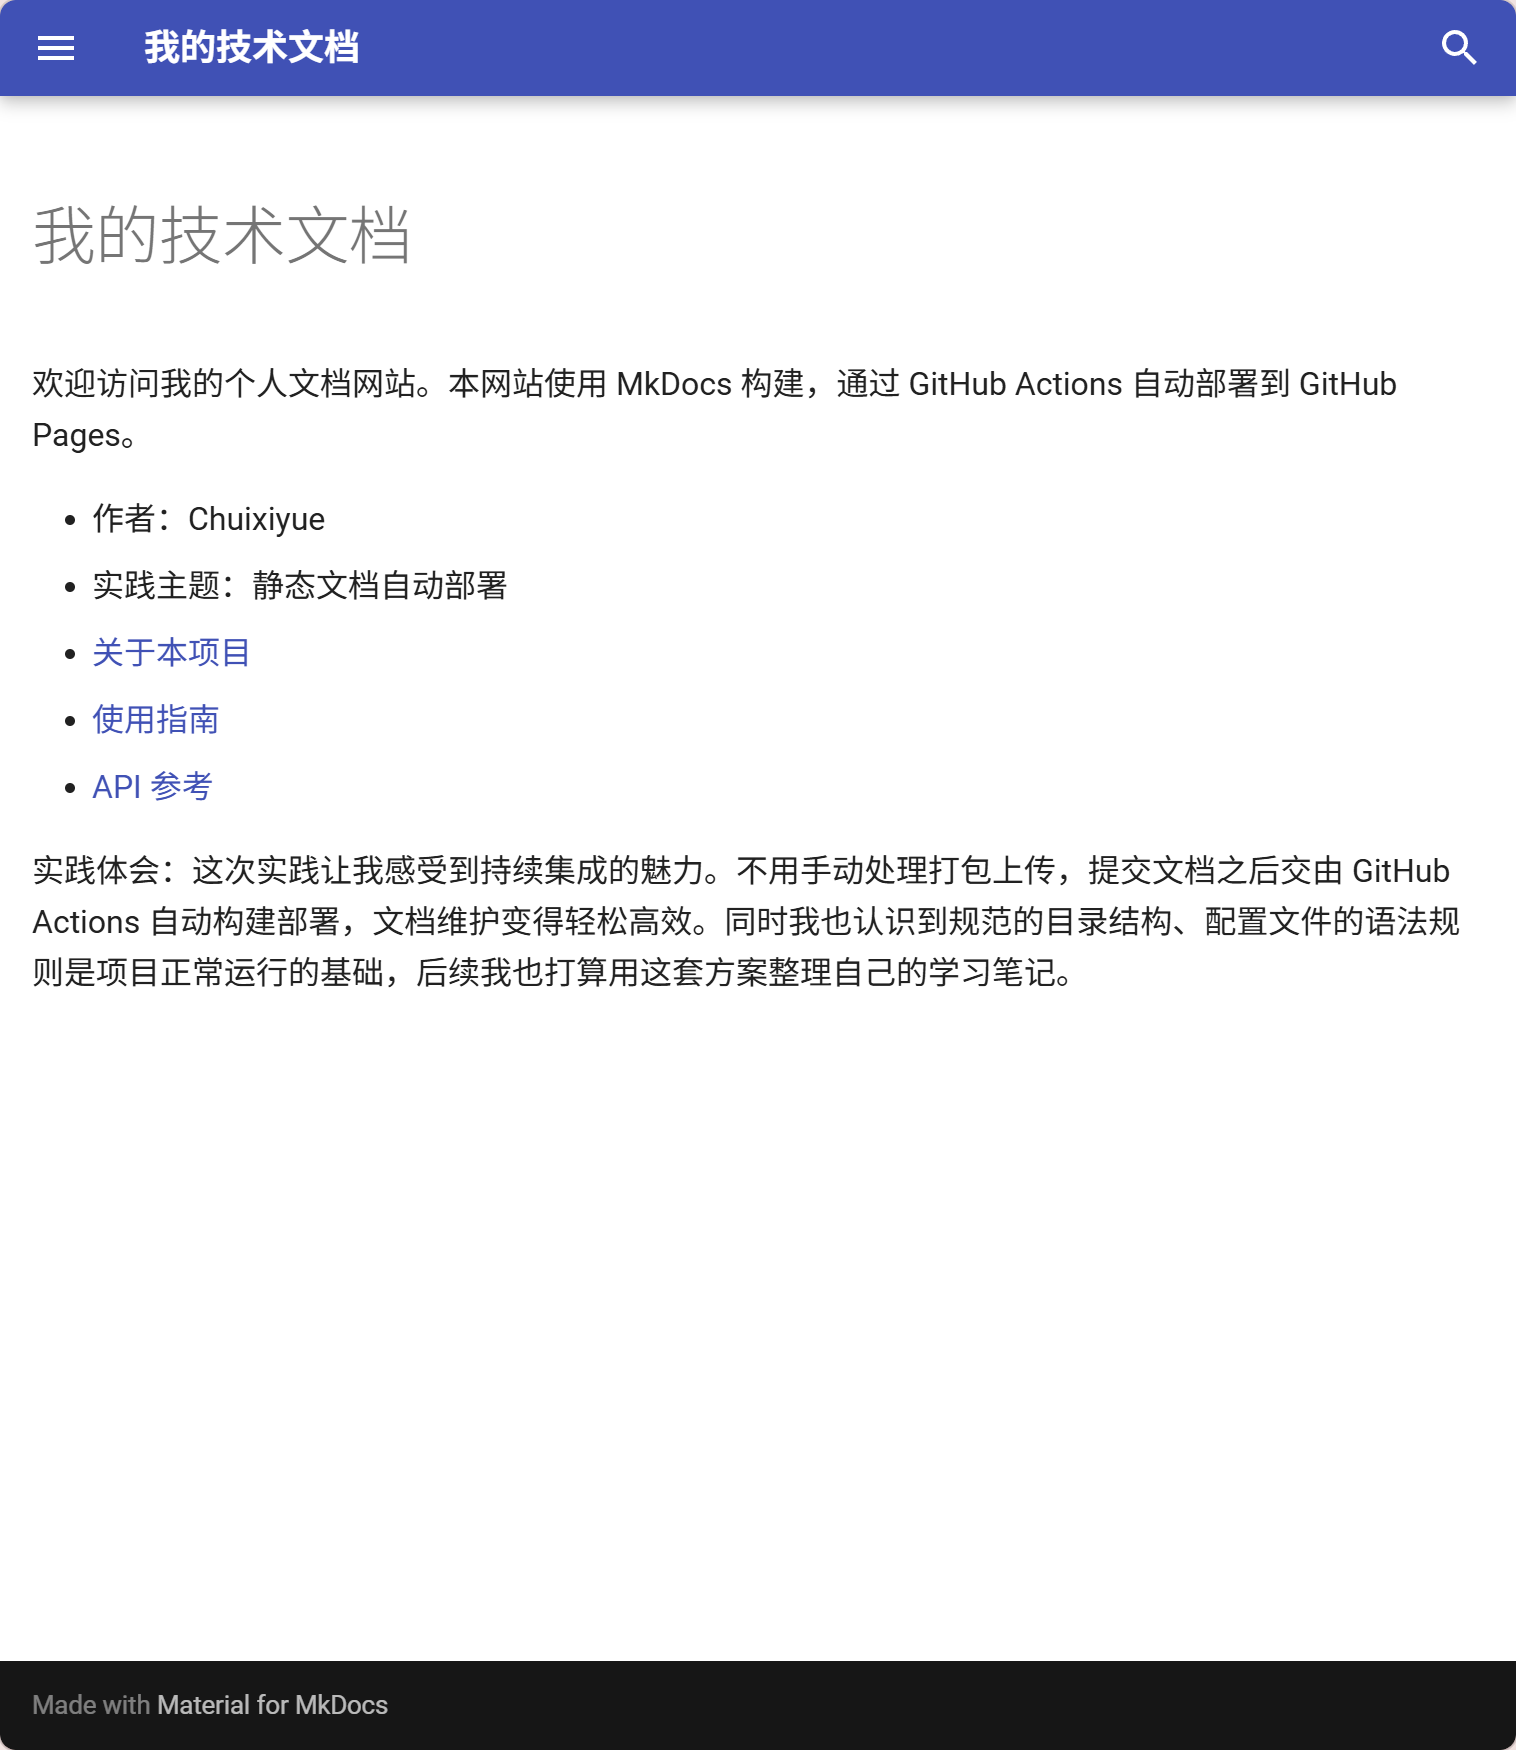 我的技术文档
我的技术文档
欢迎访问我的个人文档网站。本网站使用 MkDocs 构建，通过 GitHub Actions 自动部署到 GitHub
Pages。
• 作者：Chuixiyue
• 实践主题：静态文档自动部署
• 关于本项目
• 使用指南
• API 参考
实践体会：这次实践让我感受到持续集成的魅力。不用手动处理打包上传，提交文档之后交由 GitHub
Actions 自动构建部署，文档维护变得轻松高效。同时我也认识到规范的目录结构、配置文件的语法规
则是项目正常运行的基础，后续我也打算用这套方案整理自己的学习笔记。
Made with Material for MkDocs